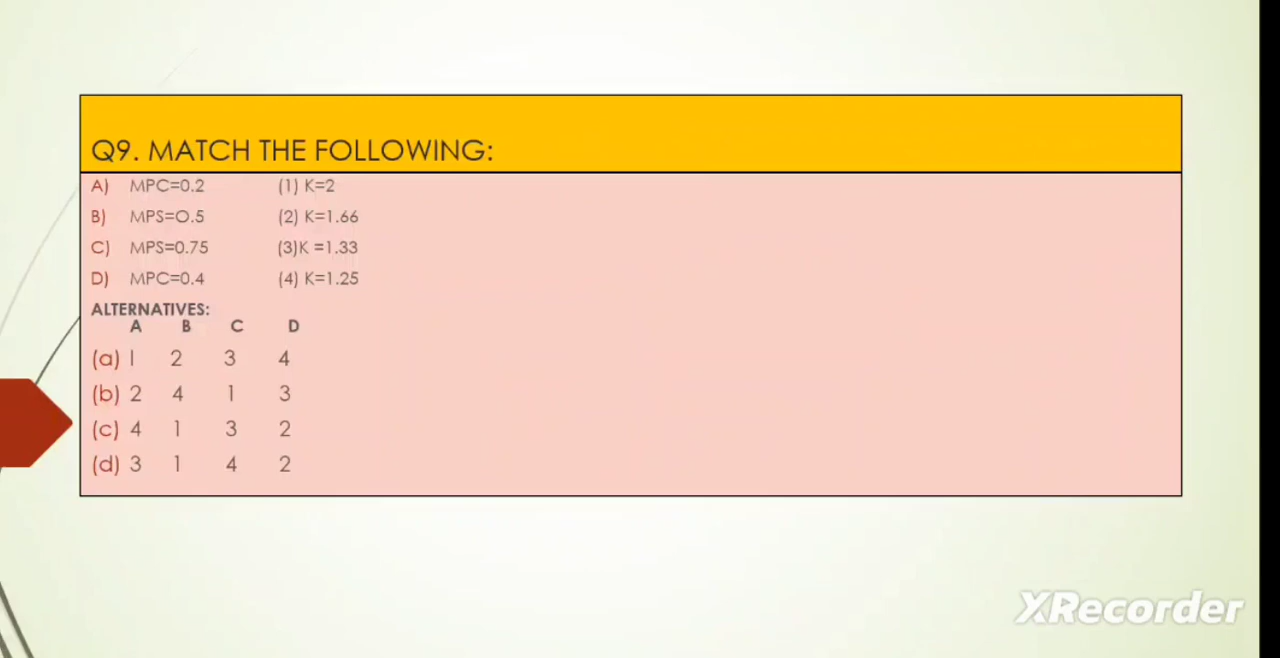 Q9. MATCH THE FOLLOWING:
A) MPC=0.2 (1) K=2
B) MPS=O.5 (2) K=1.66
C) MPS=0.75 (3)K =1.33
D) MPC=0.4 (4) K=1.25
ALTERNATIVES:
A B C D
(a) I 2 3 4
(b) 2 4 1 3
(c) 4 1 3 2
(d) 3 1 4 2
XRecorder